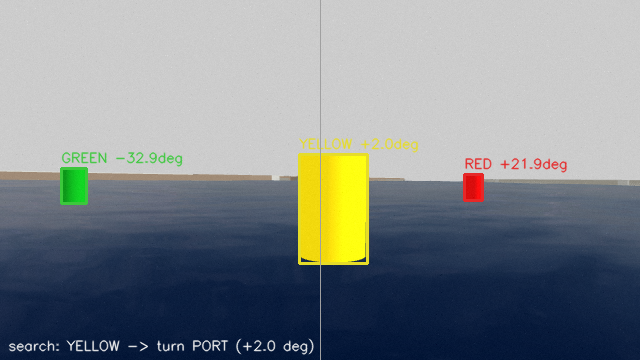 YELLOW +2.0deg
GREEN -32.9deg
RED +21.9deg
search: YELLOW -> turn PORT (+2.0 deg)